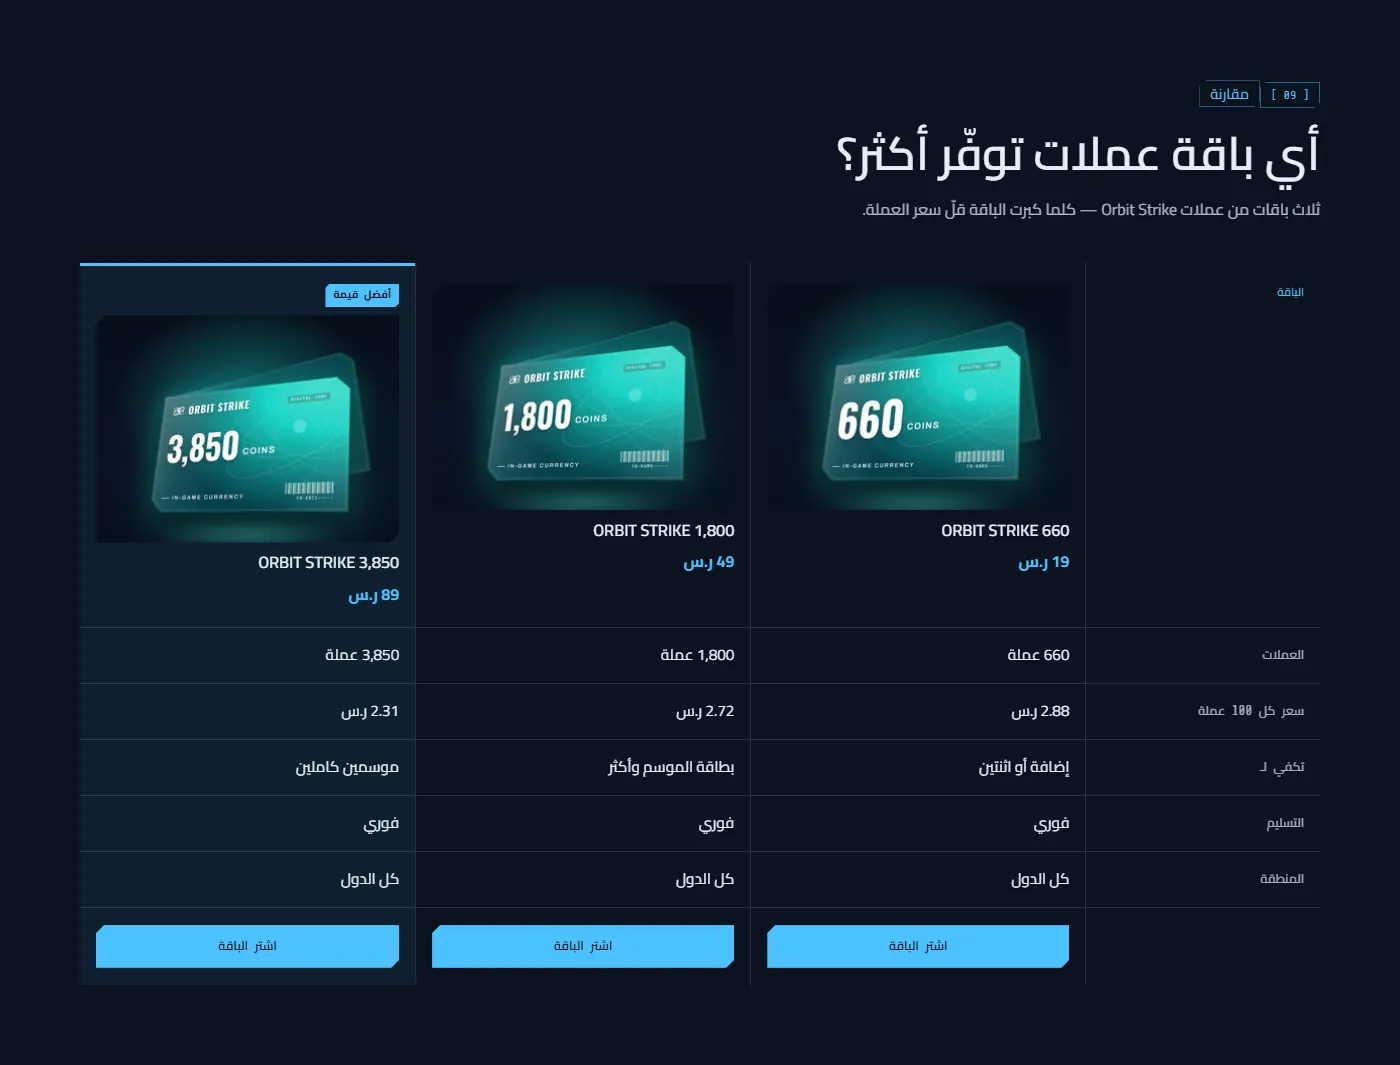 [ 09 ] مقارنة
أي باقة عملات توفّر أكثر؟
ثلاث باقات من عملات Orbit Strike — كلما كبرت الباقة قلّ سعر العملة.
الباقة
ORBIT STRIKE
660 COINS
— IN-GAME CURRENCY
ORBIT STRIKE 660
19 ر.س
ORBIT STRIKE
1,800 COINS
— IN-GAME CURRENCY
ORBIT STRIKE 1,800
49 ر.س
أفضل قيمة
ORBIT STRIKE
3,850 COINS
— IN-GAME CURRENCY
ORBIT STRIKE 3,850
89 ر.س
العملات
660 عملة
1,800 عملة
3,850 عملة
سعر كل 100 عملة
2.88 ر.س
2.72 ر.س
2.31 ر.س
تكفي لـ
إضافة أو اثنتين
بطاقة الموسم وأكثر
موسمين كاملين
التسليم
فوري
فوري
فوري
المنطقة
كل الدول
كل الدول
كل الدول
اشتر الباقة
اشتر الباقة
اشتر الباقة